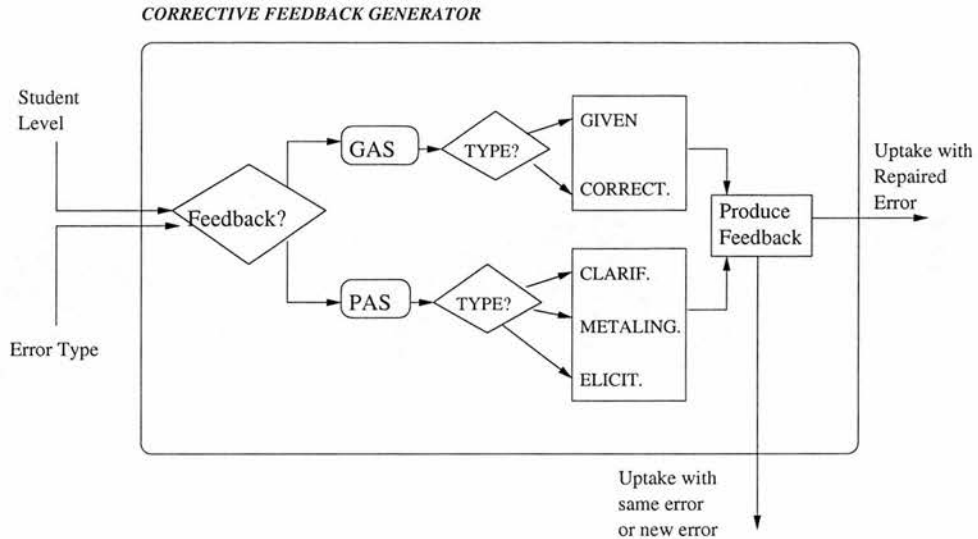 CORRECTIVE FEEDBACK GENERATOR
Student
Level
Error Type
Feedback?
GAS
TYPE?
GIVEN
CORRECT.
PAS
TYPE?
CLARIF.
METALING.
ELICIT.
Produce
Feedback
Uptake with
Repaired
Error
Uptake with
same error
or new error